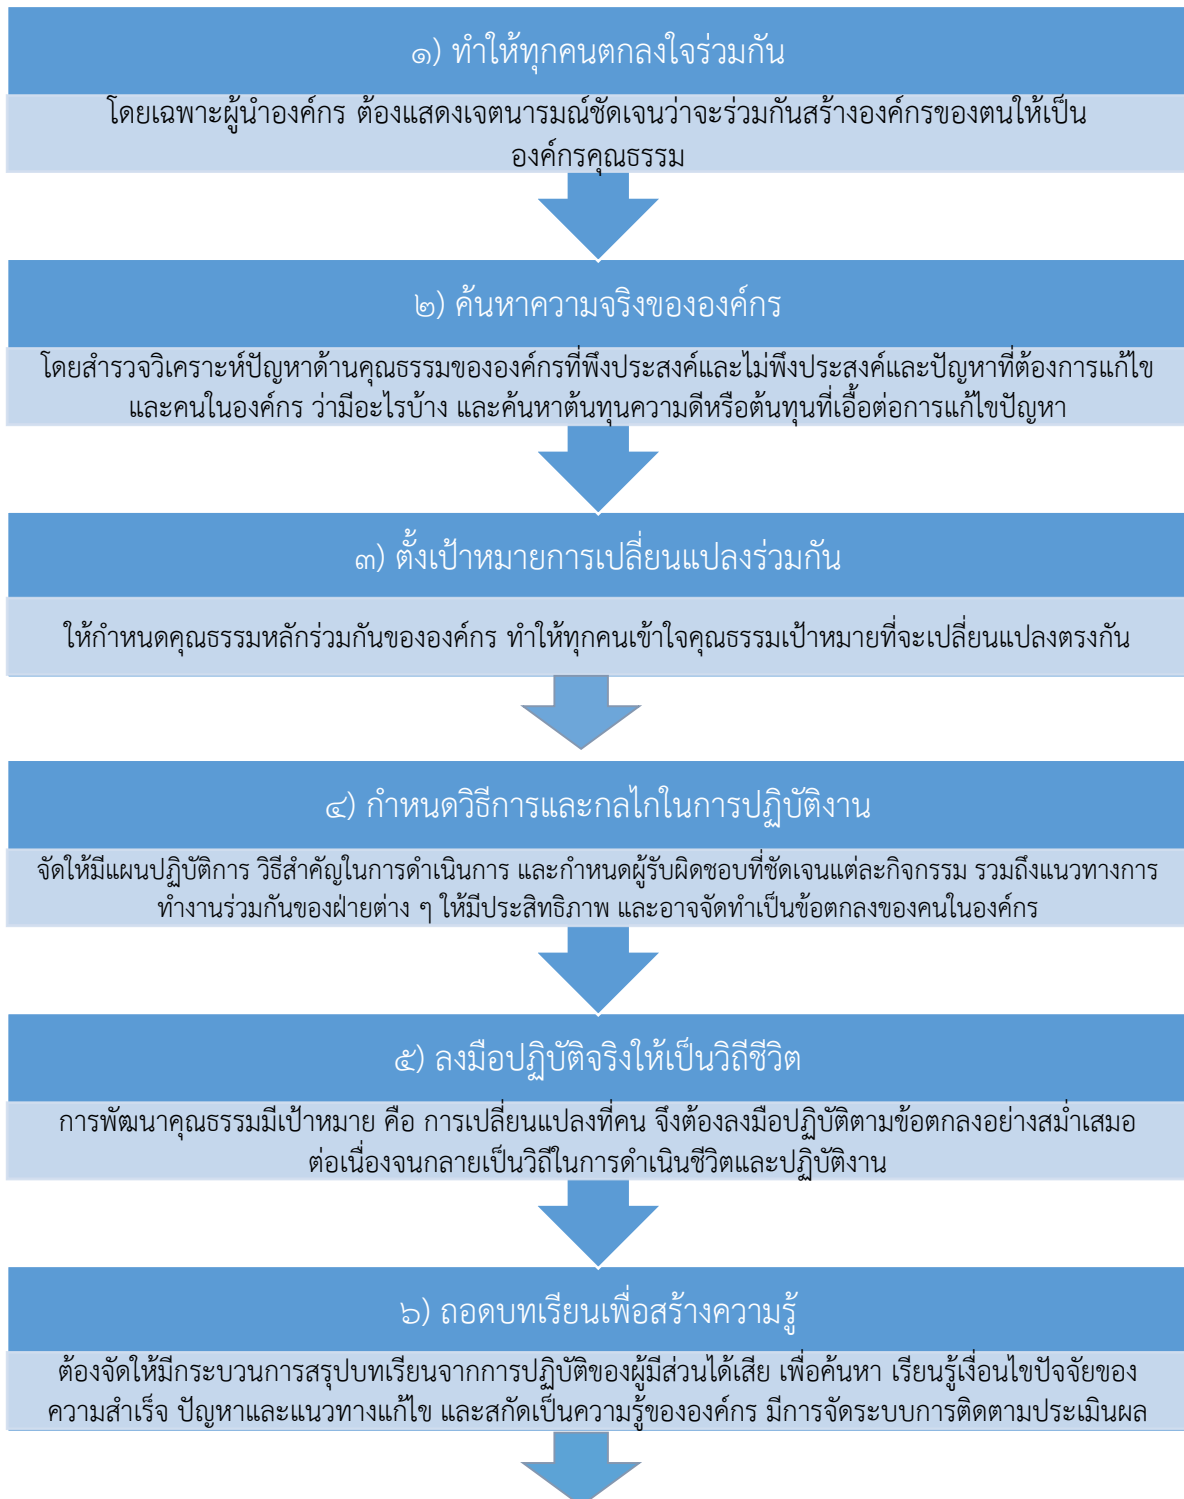 ๑) ทำให้ทุกคนตกลงใจร่วมกัน
โดยเฉพาะผู้นำองค์กร ต้องแสดงเจตนารมณ์ชัดเจนว่าจะร่วมกันสร้างองค์กรของตนให้เป็น
องค์กรคุณธรรม
๒) ค้นหาความจริงขององค์กร
โดยสำรวจวิเคราะห์ปัญหาด้านคุณธรรมขององค์กรที่พึงประสงค์และไม่พึงประสงค์และปัญหาที่ต้องการแก้ไข
และคนในองค์กร ว่ามีอะไรบ้าง และค้นหาต้นทุนความดีหรือต้นทุนที่เอื้อต่อการแก้ไขปัญหา
๓) ตั้งเป้าหมายการเปลี่ยนแปลงร่วมกัน
ให้กำหนดคุณธรรมหลักร่วมกันขององค์กร ทำให้ทุกคนเข้าใจคุณธรรมเป้าหมายที่จะเปลี่ยนแปลงตรงกัน
๔) กำหนดวิธีการและกลไกในการปฏิบัติงาน
จัดให้มีแผนปฏิบัติการ วิธีสำคัญในการดำเนินการ และกำหนดผู้รับผิดชอบที่ชัดเจนแต่ละกิจกรรม รวมถึงแนวทางการ
ทำงานร่วมกันของฝ่ายต่าง ๆ ให้มีประสิทธิภาพ และอาจจัดทำเป็นข้อตกลงของคนในองค์กร
๕) ลงมือปฏิบัติจริงให้เป็นวิถีชีวิต
การพัฒนาคุณธรรมมีเป้าหมาย คือ การเปลี่ยนแปลงที่คน จึงต้องลงมือปฏิบัติตามข้อตกลงอย่างสม่ำเสมอ
ต่อเนื่องจนกลายเป็นวิถีในการดำเนินชีวิตและปฏิบัติงาน
๖) ถอดบทเรียนเพื่อสร้างความรู้
ต้องจัดให้มีกระบวนการสรุปบทเรียนจากการปฏิบัติของผู้มีส่วนได้เสีย เพื่อค้นหา เรียนรู้เงื่อนไขปัจจัยของ
ความสำเร็จ ปัญหาและแนวทางแก้ไข และสกัดเป็นความรู้ขององค์กร มีการจัดระบบการติดตามประเมินผล